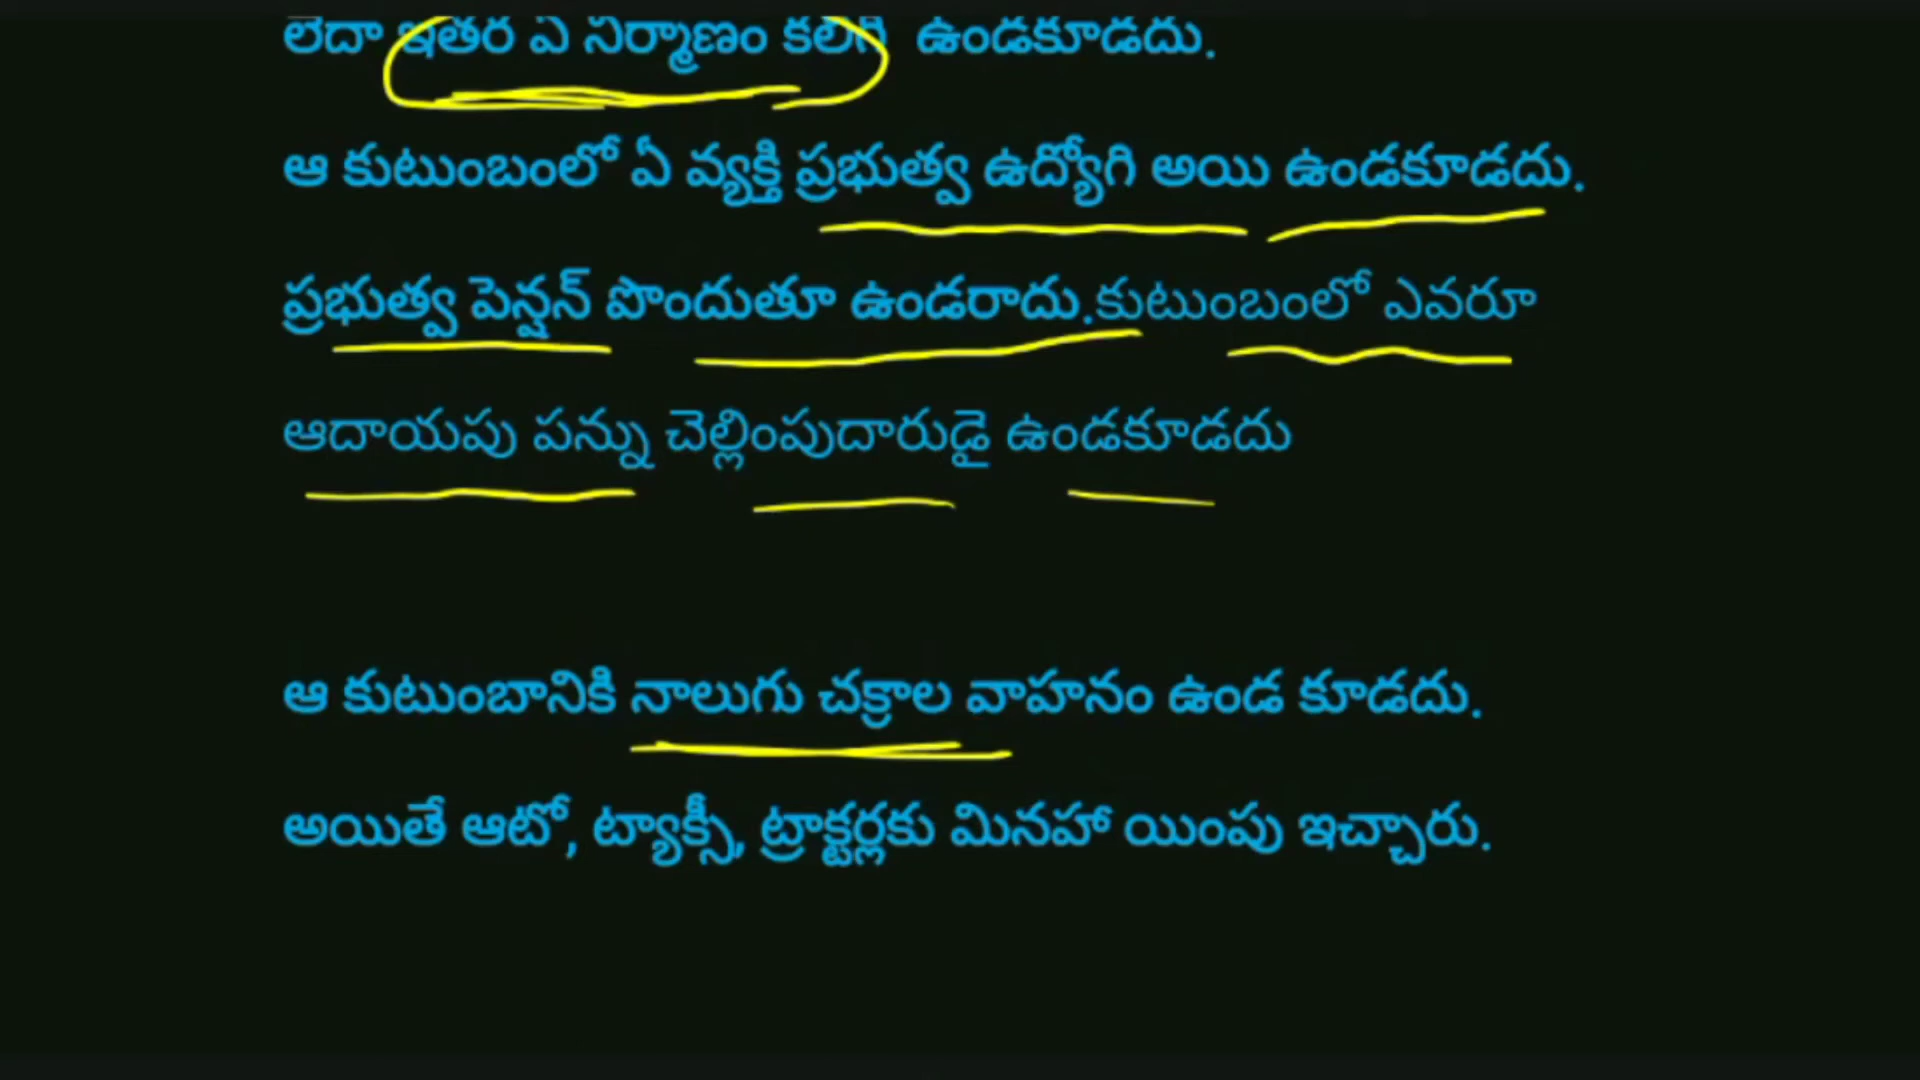 లేదా ఇతర ఏ నిర్మాణం కలిగి ఉండకూడదు.
ఆ కుటుంబంలో ఏ వ్యక్తి ప్రభుత్వ ఉద్యోగి అయి ఉండకూడదు.
ప్రభుత్వ పెన్షన్ పొందుతూ ఉండరాదు.కుటుంబంలో ఎవరూ
ఆదాయపు పన్ను చెల్లింపుదారుడై ఉండకూడదు
ఆ కుటుంబానికి నాలుగు చక్రాల వాహనం ఉండ కూడదు.
అయితే ఆటో, ట్యాక్సీ, ట్రాక్టర్లకు మినహా యింపు ఇచ్చారు.